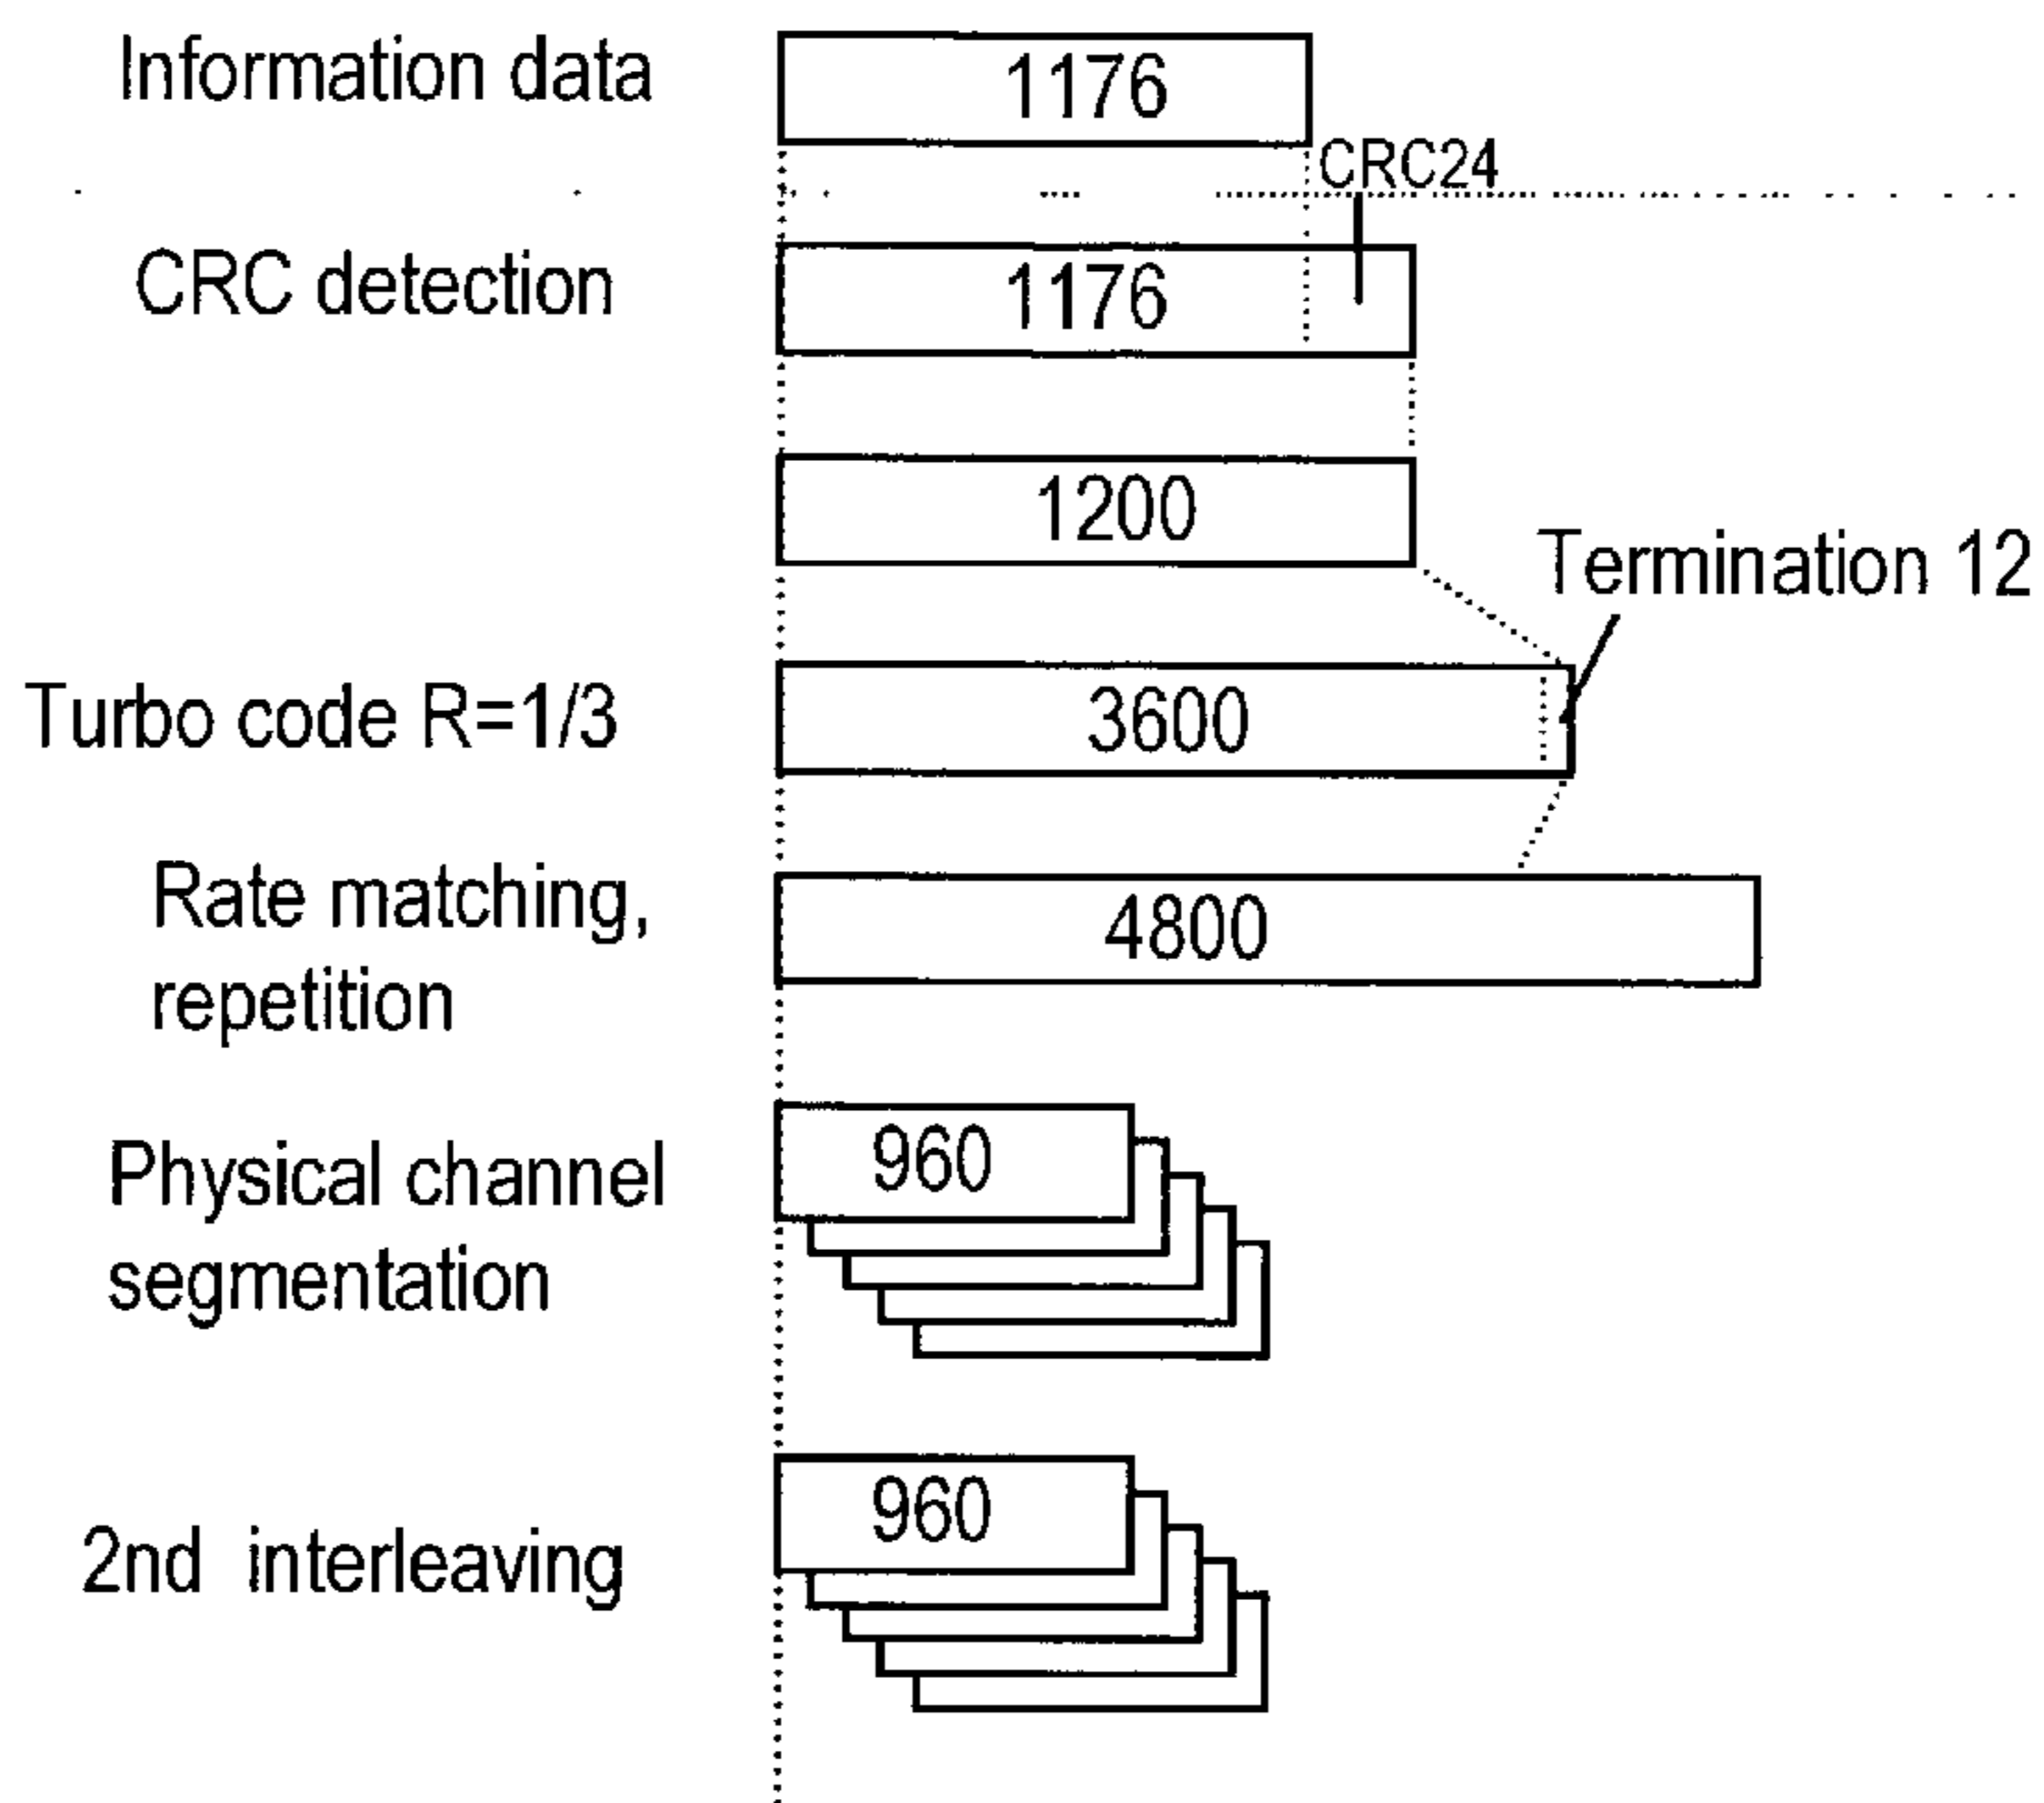 Information data
1176
CRC24
CRC detection
1176
1200
Termination 12
Turbo code R=1/3
3600
Rate matching,
repetition
4800
Physical channel
segmentation
960
2nd interleaving
960